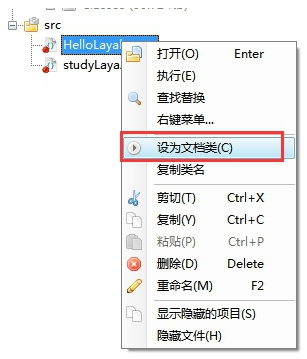 src
HelloLaya
studyLaya.
打开(O) Enter
执行(E)
查找替换
右键菜单...
设为文档类(C)
复制类名
剪切(T) Ctrl+X
复制(Y) Ctrl+C
粘贴(P) Ctrl+P
删除(D) Delete
重命名(M) F2
显示隐藏的项目(S)
隐藏文件(H)